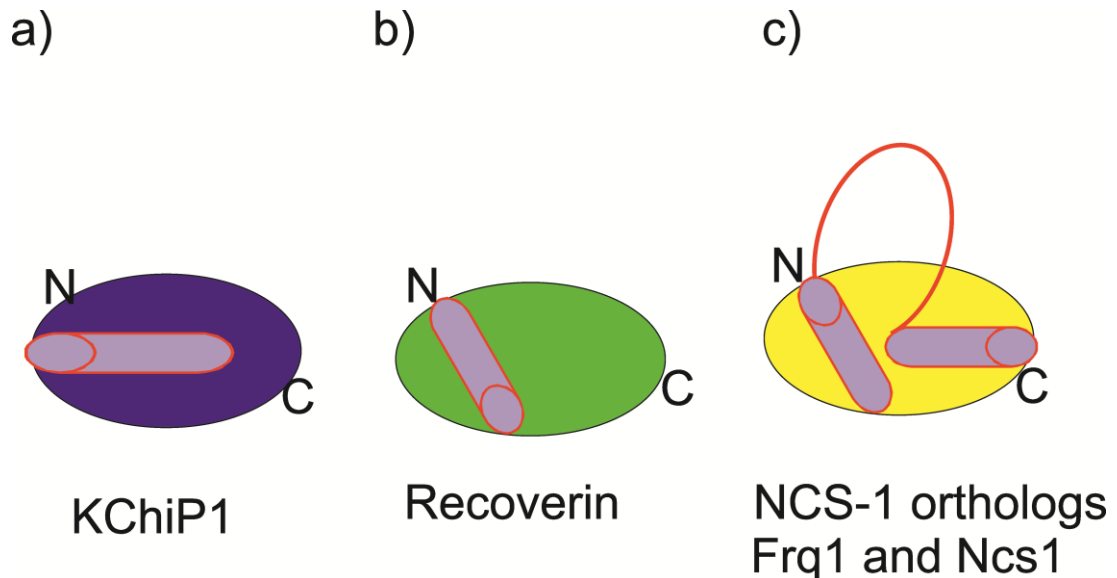 a)
b)
c)
N
C
N
C
N
C
KChiP1
Recoverin
NCS-1 orthologs
Frq1 and Ncs1